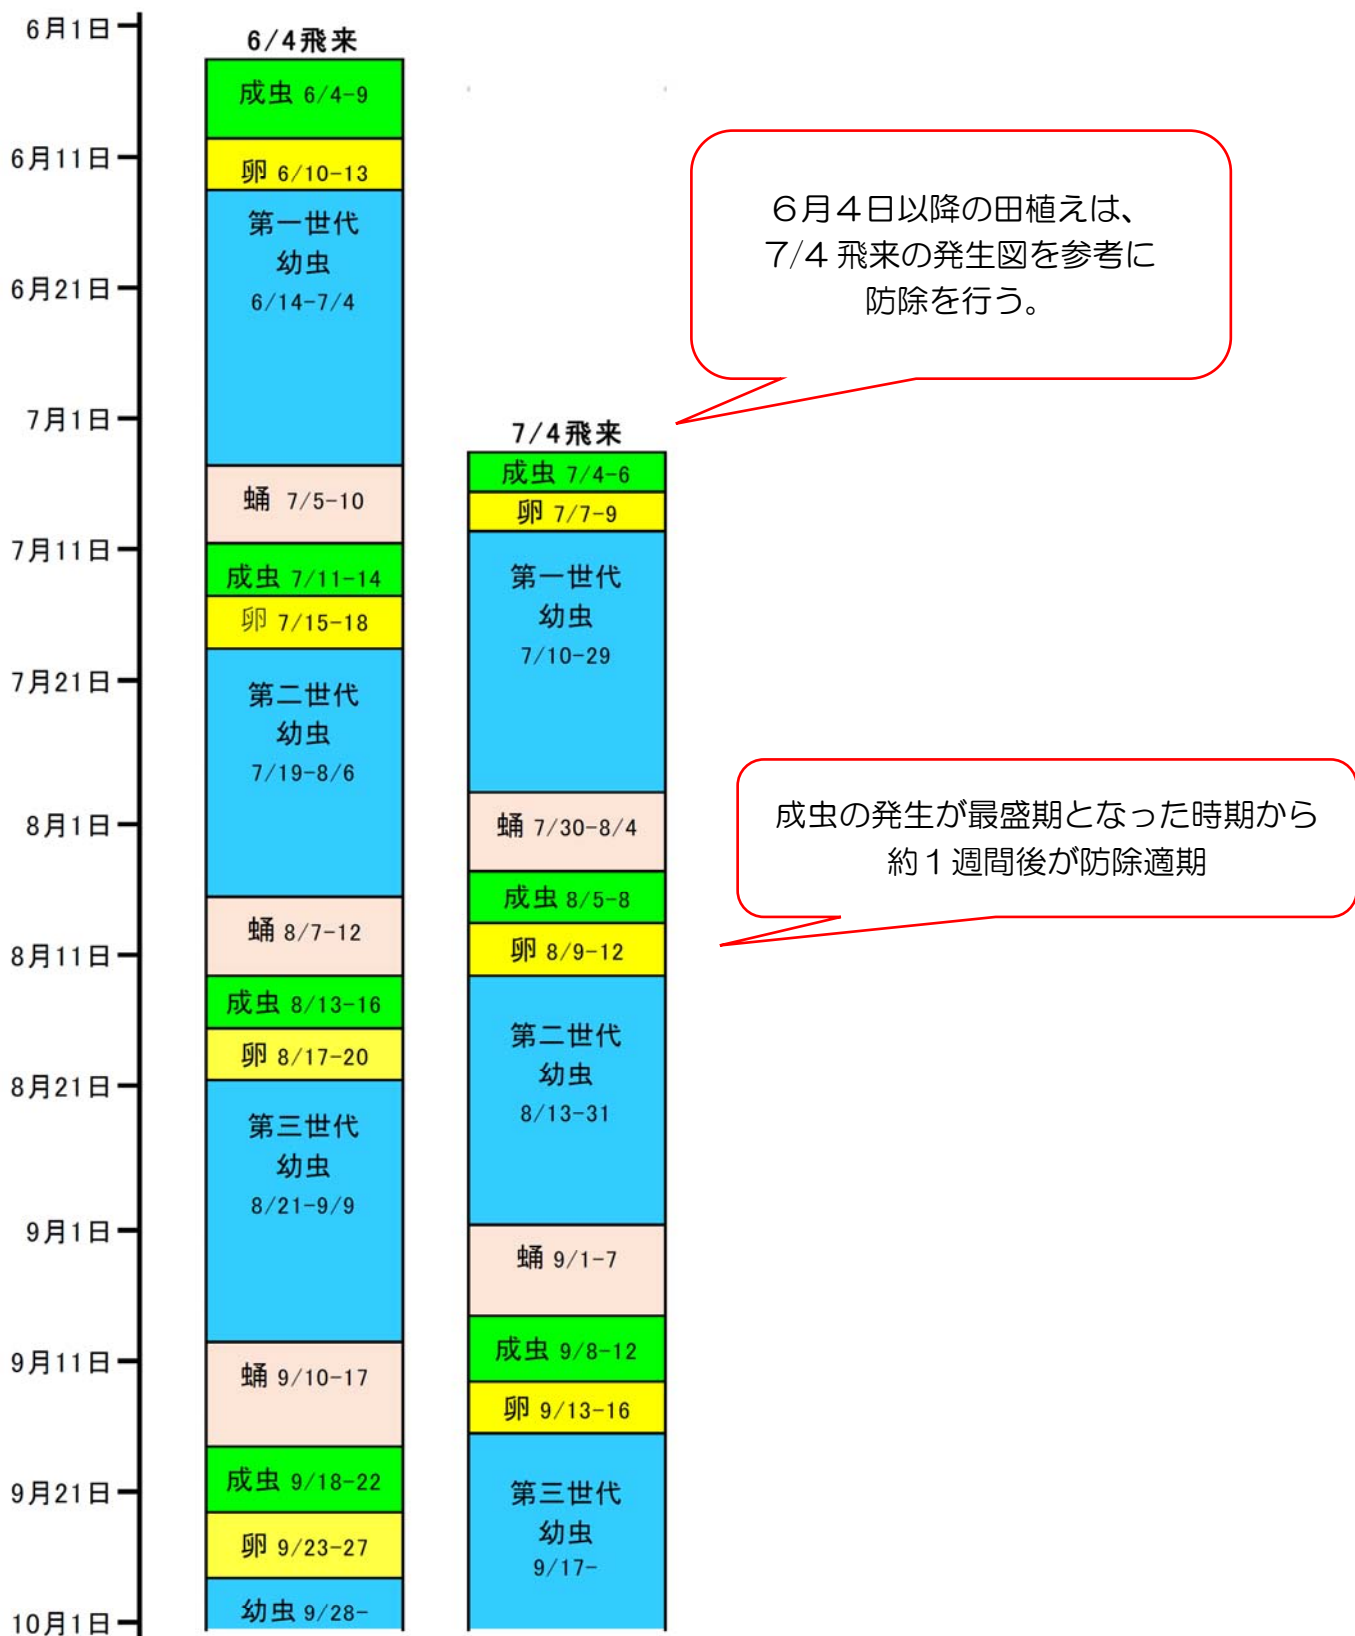 6月1日
6月11日
6月21日
7月1日
7月11日
7月21日
8月1日
8月11日
8月21日
9月1日
9月11日
9月21日
10月1日
6/4飛来
成虫 6/4-9
卵 6/10-13
第一世代
幼虫
6/14-7/4
蛹 7/5-10
成虫 7/11-14
卵 7/15-18
第二世代
幼虫
7/19-8/6
蛹 8/7-12
成虫 8/13-16
卵 8/17-20
第三世代
幼虫
8/21-9/9
蛹 9/10-17
成虫 9/18-22
卵 9/23-27
幼虫 9/28-
7/4飛来
成虫 7/4-6
卵 7/7-9
第一世代
幼虫
7/10-29
蛹 7/30-8/4
成虫 8/5-8
卵 8/9-12
第二世代
幼虫
8/13-31
蛹 9/1-7
成虫 9/8-12
卵 9/13-16
第三世代
幼虫
9/17-
６月４日以降の田植えは、
7/4 飛来の発生図を参考に
防除を行う。
成虫の発生が最盛期となった時期から
約１週間後が防除適期